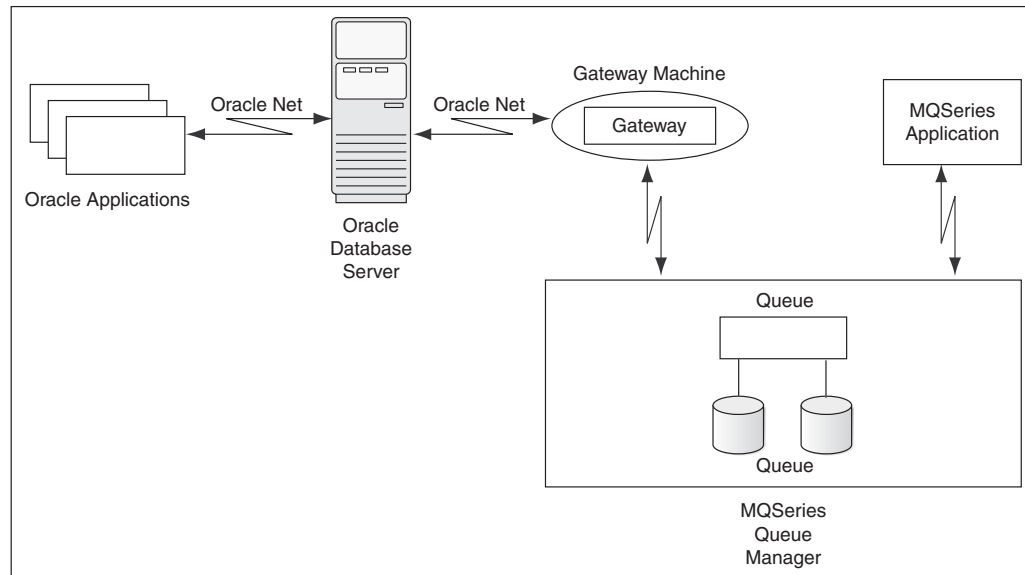 Oracle Net
Oracle Net
Gateway Machine
Gateway
MQSeries
Application
Oracle Applications
Oracle
Database
Server
Queue
Queue
MQSeries
Queue
Manager